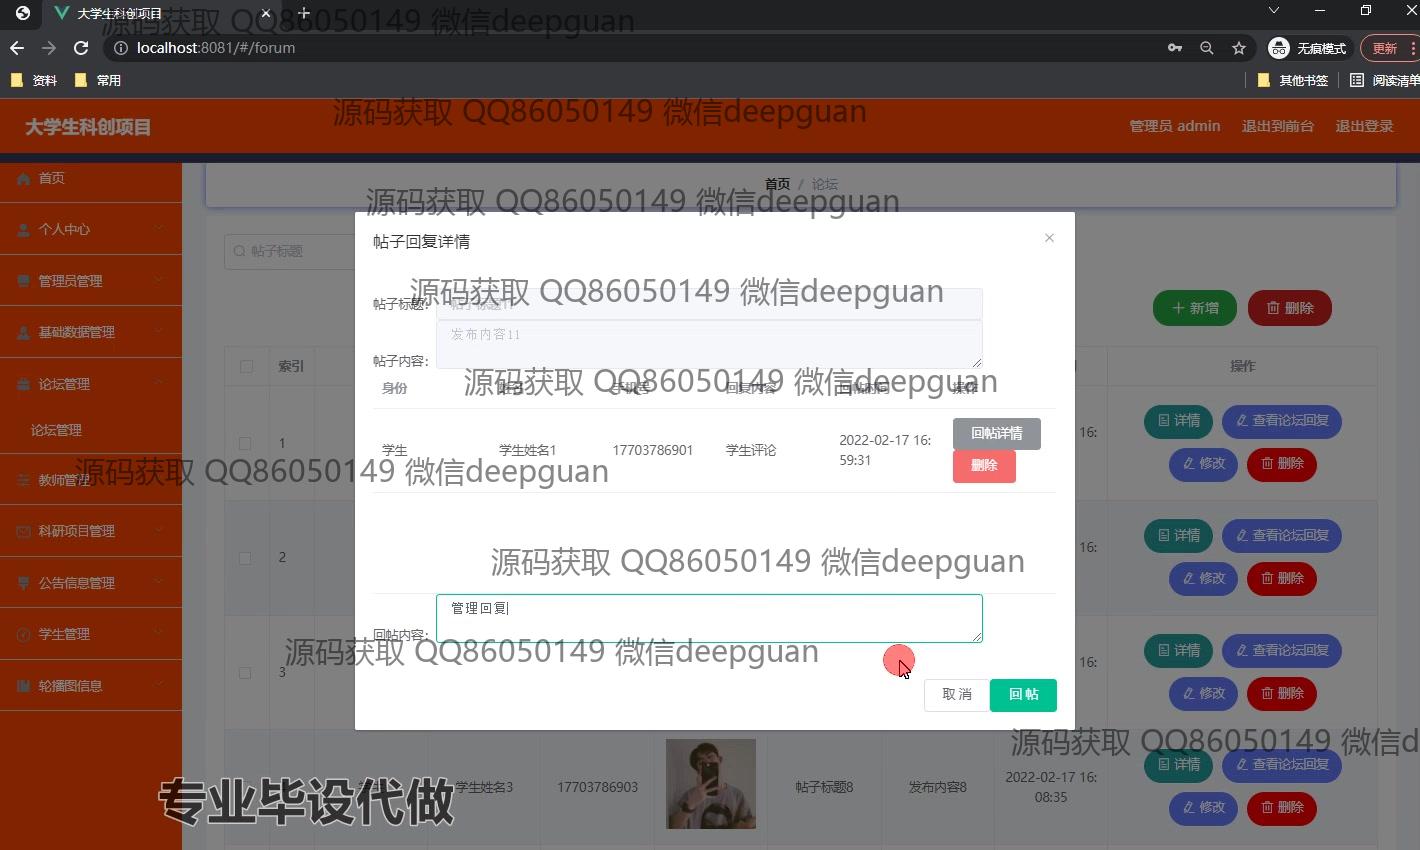 大学生科创项目
源码获取 QQ86050149 微信deepguan
localhost:8081/#/forum
无痕模式
更新
资料
常用
其他书签
阅读清单
大学生科创项目
源码获取 QQ86050149 微信deepguan
管理员 admin
退出到前台
退出登录
首页
个人中心
管理员管理
基础数据管理
论坛管理
论坛管理
教师管理
科研项目管理
公告信息管理
学生管理
轮播图信息
首页 / 论坛
源码获取 QQ86050149 微信deepguan
帖子标题
新增
删除
索引
操作
1
16:
详情
查看论坛回复
修改
删除
2
16:
详情
查看论坛回复
修改
删除
3
16:
详情
查看论坛回复
修改
删除
帖子回复详情
源码获取 QQ86050149 微信deepguan
帖子标题:
发布内容11
帖子内容:
源码获取 QQ86050149 微信deepguan
身份 姓名 手机号 回复内容 回帖时间 操作
学生 学生姓名1 17703786901 学生评论 2022-02-17 16:
59:31
回帖详情
删除
源码获取 QQ86050149 微信deepguan
源码获取 QQ86050149 微信deepguan
管理回复
回帖内容:
源码获取 QQ86050149 微信deepguan
取消
回帖
源码获取 QQ86050149 微信d
学生姓名3 17703786903 帖子标题8 发布内容8 2022-02-17 16:
08:35
详情
查看论坛回复
修改
删除
专业毕设代做